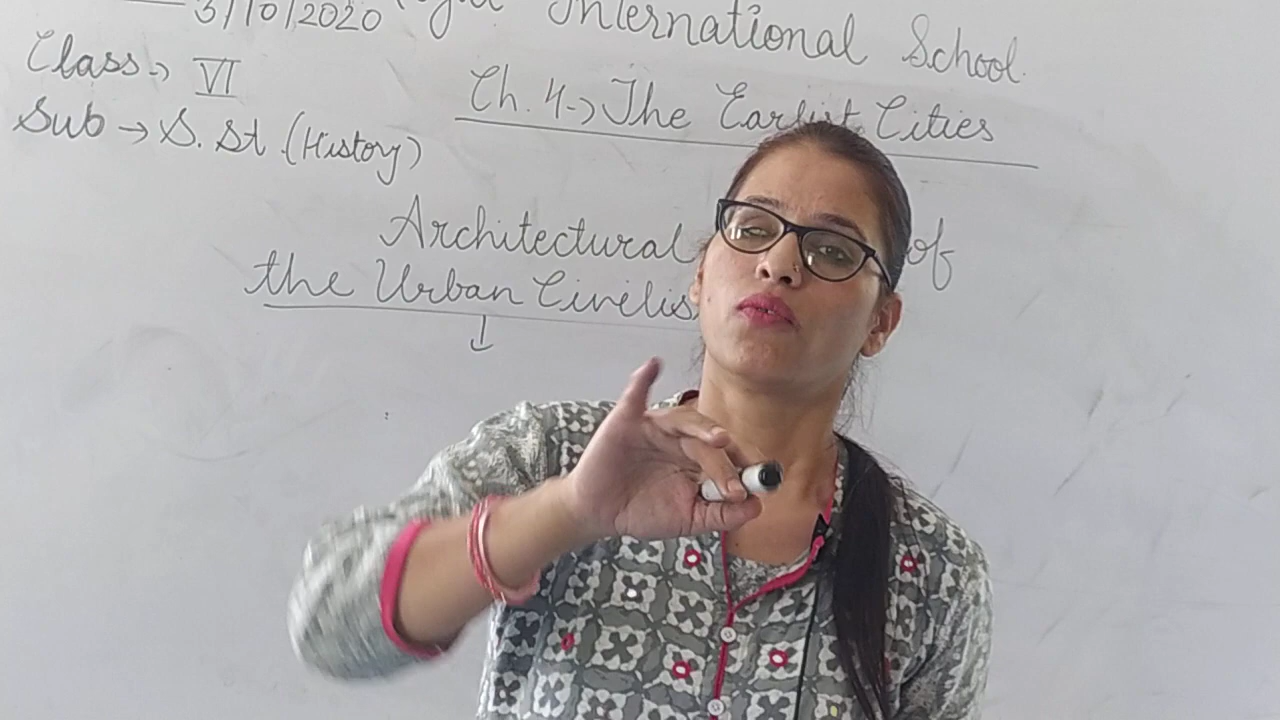 3/10/2020 International School.
Class -> VI
Ch. 4 -> The Earlist Cities
Sub -> S. St (History)
Architectural of
the Urban Civilis